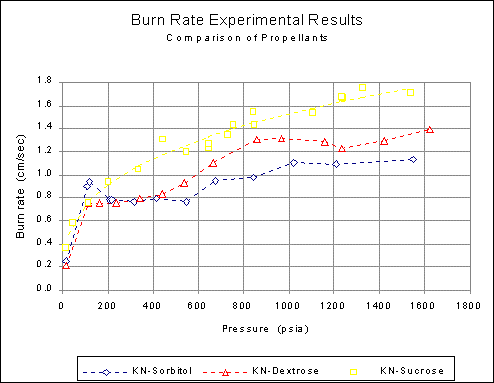 Burn Rate Experimental Results
Comparison of Propellants
Burn rate (cm/sec)
1.8
1.6
1.4
1.2
1.0
0.8
0.6
0.4
0.2
0.0
0 200 400 600 800 1000 1200 1400 1600 1800
Pressure (psia)
KN-Sorbitol KN-Dextrose KN-Sucrose